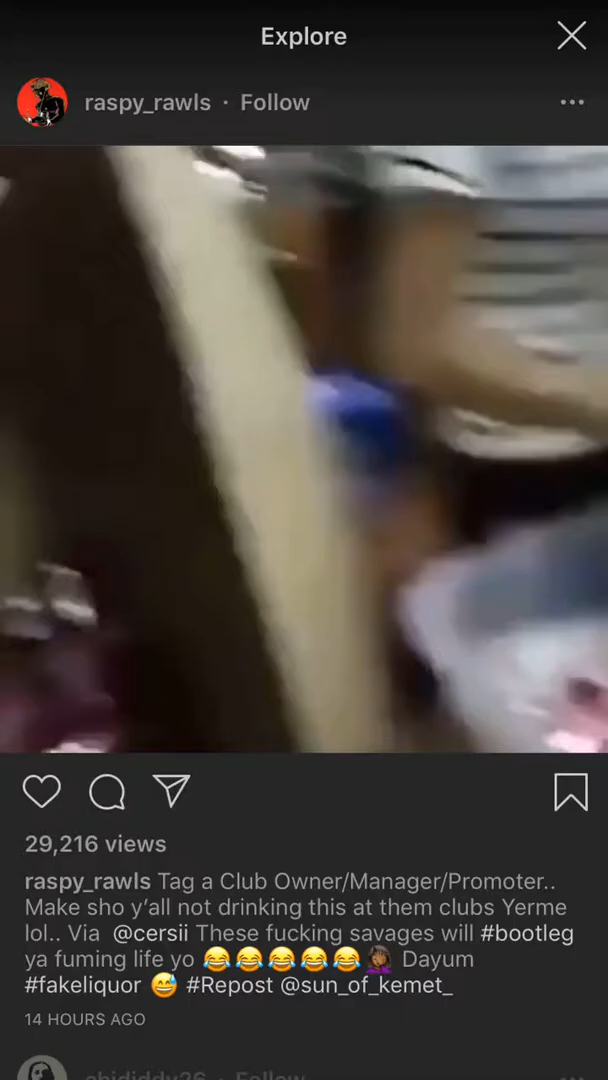 Explore
raspy_rawls · Follow
29,216 views
raspy_rawls Tag a Club Owner/Manager/Promoter..
Make sho y'all not drinking this at them clubs Yerme
lol.. Via @cersii These fucking savages will #bootleg
ya fuming life yo 😂😂😂😂😂🤦🏾‍♀️ Dayum
#fakeliquor 😅 #Repost @sun_of_kemet_
14 HOURS AGO